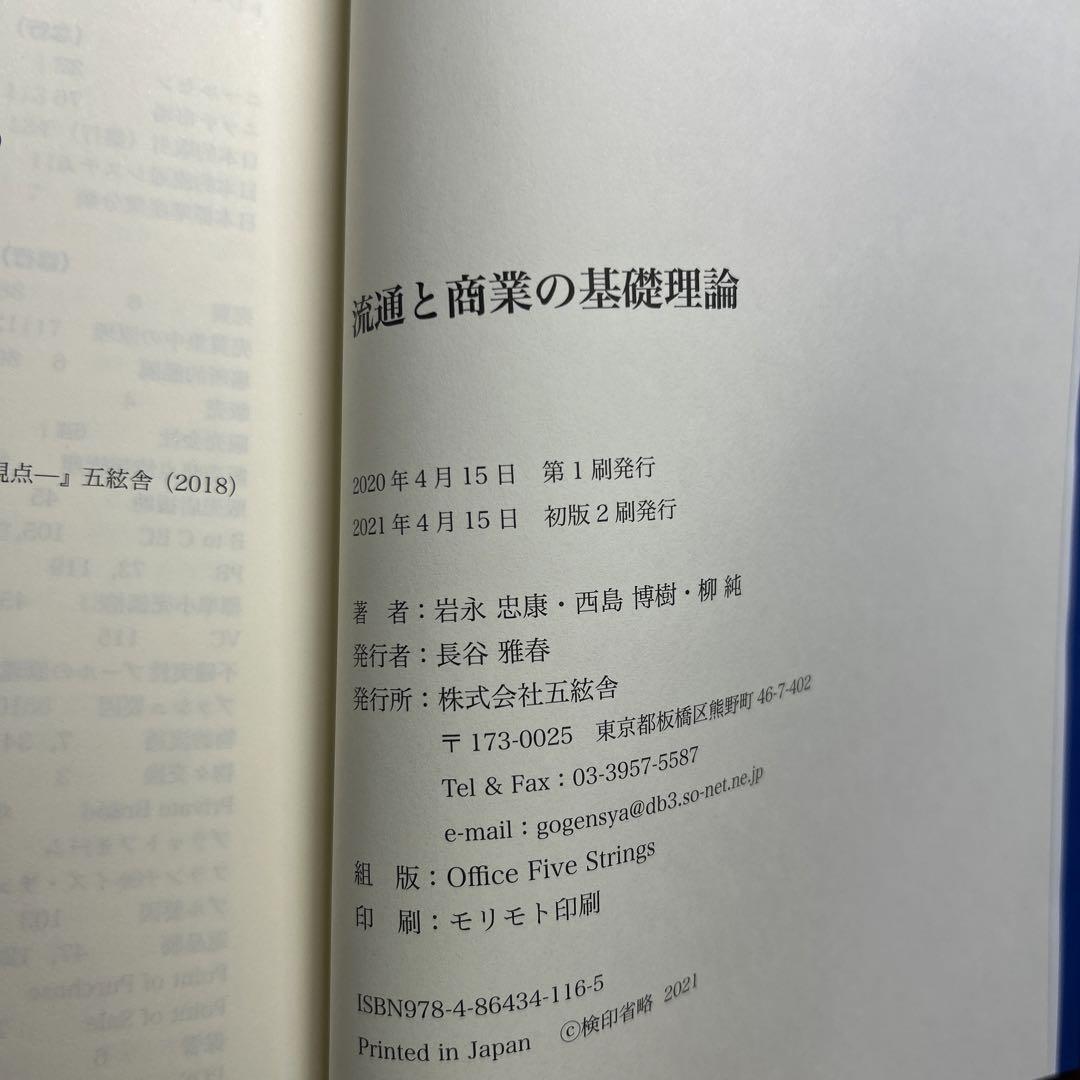 視点―』五絃舎（2018）
流通と商業の基礎理論
2020年4月15日　第1刷発行
2021年4月15日　初版2刷発行
著　者：岩永 忠康・西島 博樹・柳 純
発行者：長谷 雅春
発行所：株式会社五絃舎
〒173-0025　東京都板橋区熊野町46-7-402
Tel & Fax：03-3957-5587
e-mail：gogensya@db3.so-net.ne.jp
組　版：Office Five Strings
印　刷：モリモト印刷
ISBN978-4-86434-116-5
Printed in Japan　©検印省略 2021